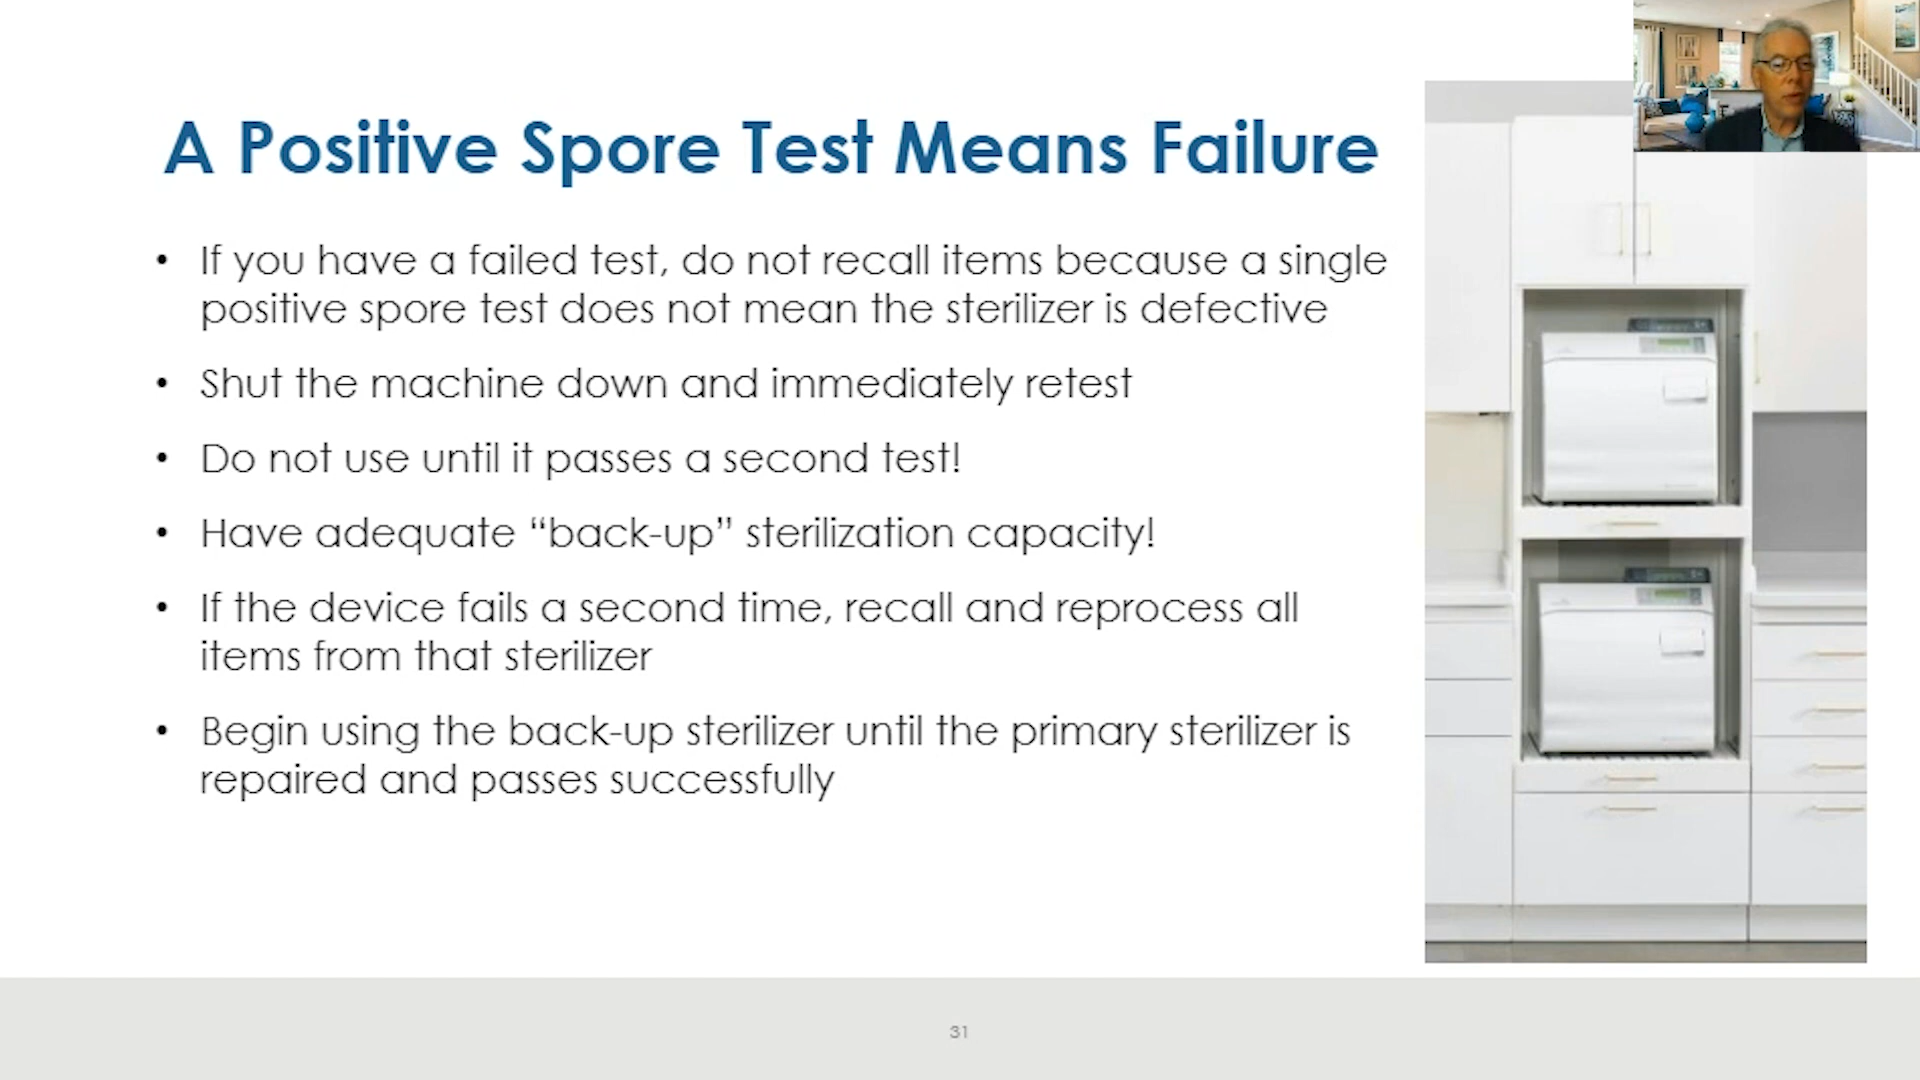 A Positive Spore Test Means Failure
• If you have a failed test, do not recall items because a single
positive spore test does not mean the sterilizer is defective
• Shut the machine down and immediately retest
• Do not use until it passes a second test!
• Have adequate “back-up” sterilization capacity!
• If the device fails a second time, recall and reprocess all
items from that sterilizer
• Begin using the back-up sterilizer until the primary sterilizer is
repaired and passes successfully
31